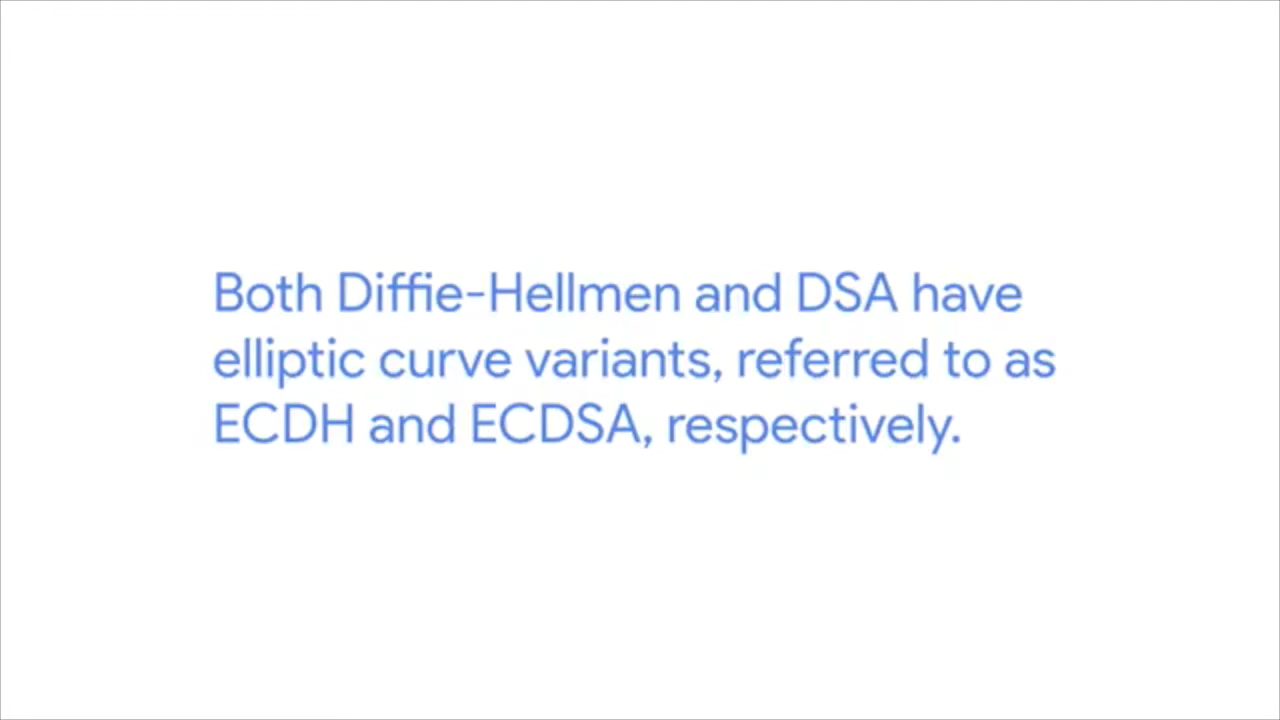 Both Diffie-Hellmen and DSA have
elliptic curve variants, referred to as
ECDH and ECDSA, respectively.